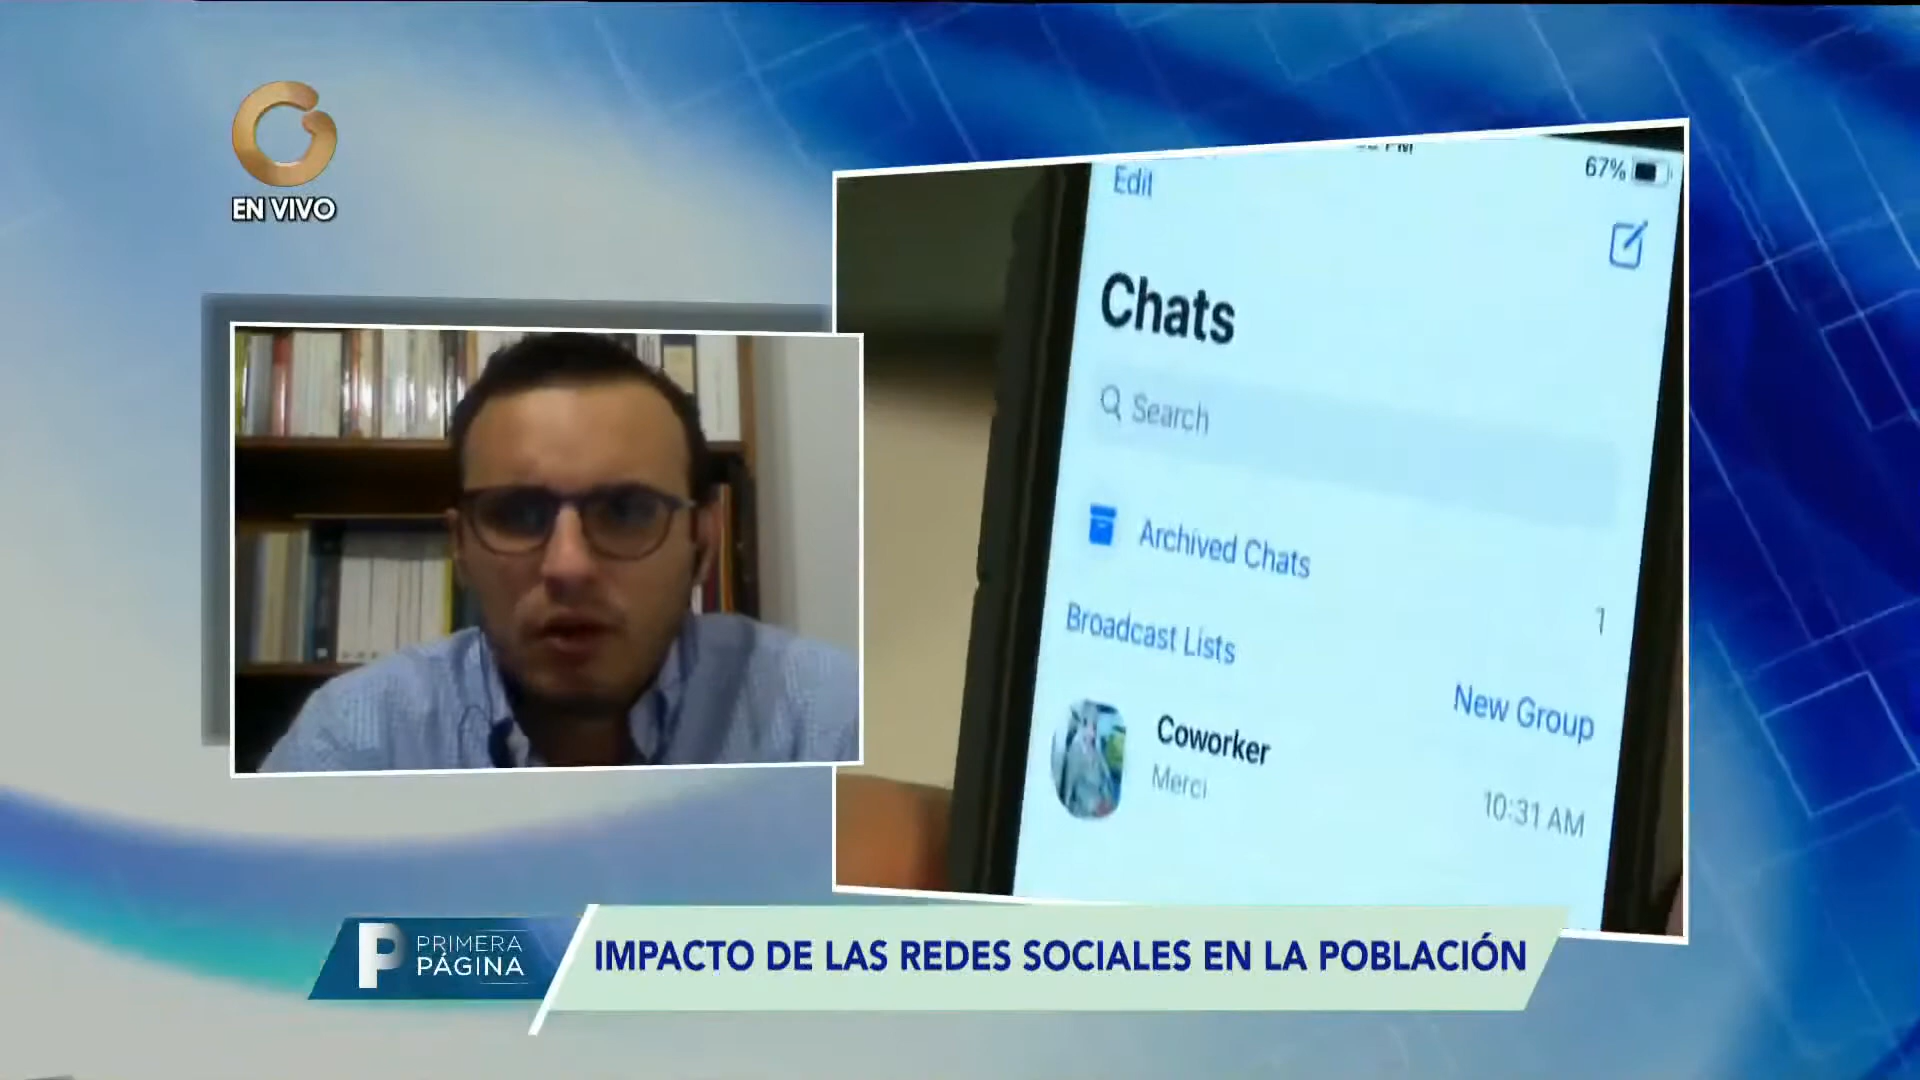 EN VIVO
PM
67%
Edit
Chats
Search
Archived Chats
1
Broadcast Lists
New Group
Coworker
Merci
10:31 AM
P PRIMERA
PÁGINA
IMPACTO DE LAS REDES SOCIALES EN LA POBLACIÓN